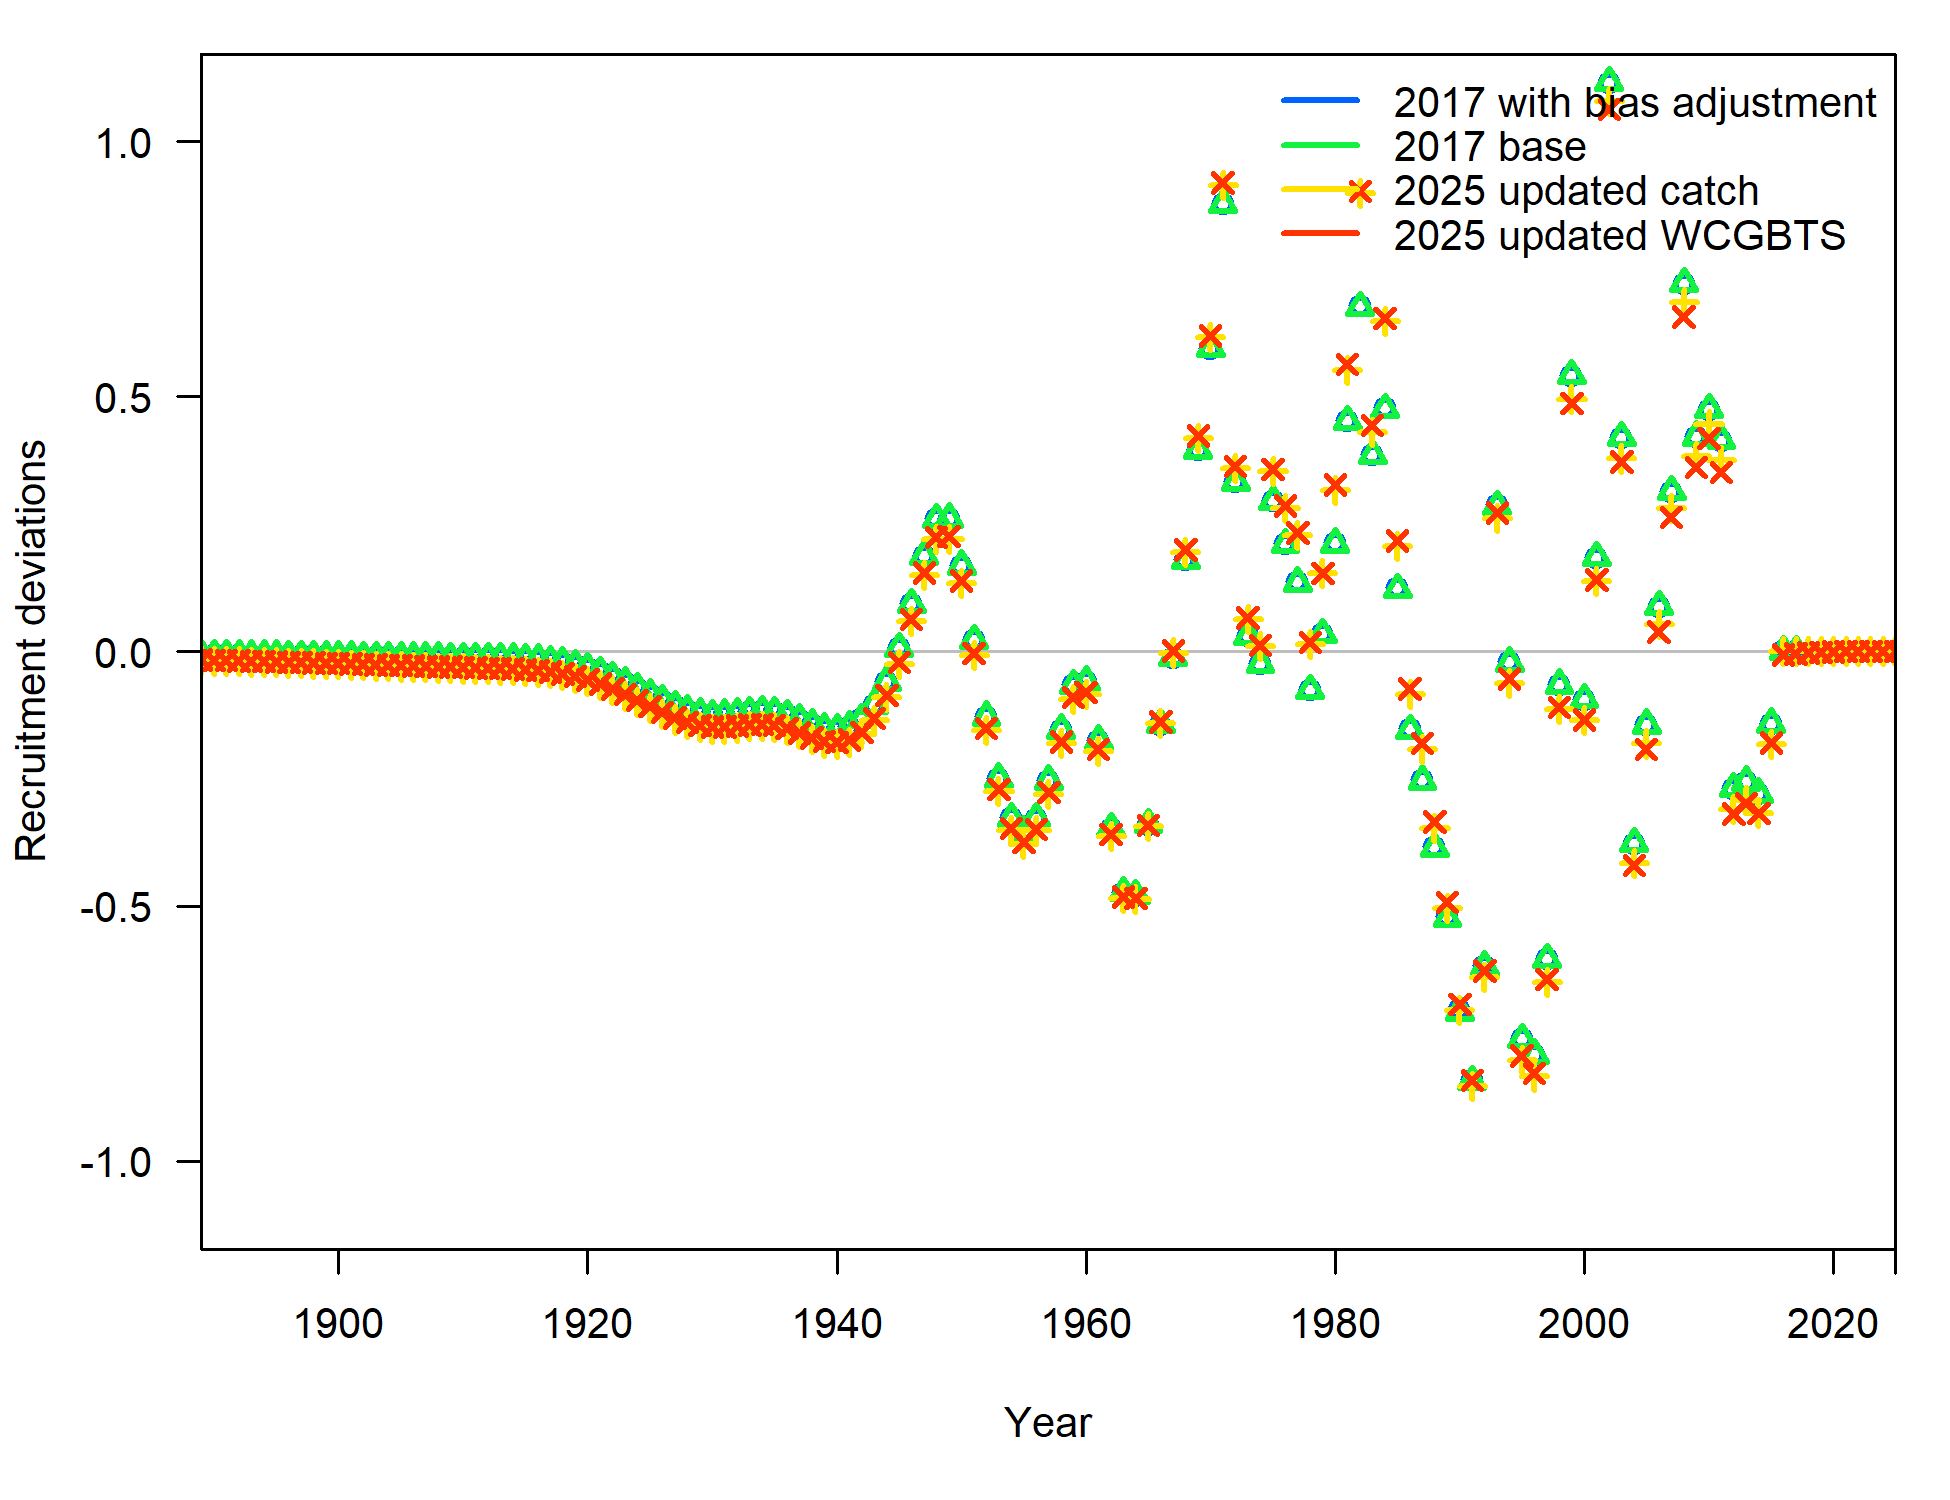 2017 with bias adjustment
2017 base
2025 updated catch
2025 updated WCGBTS
Recruitment deviations
1.0
0.5
0.0
-0.5
-1.0
1900 1920 1940 1960 1980 2000 2020
Year